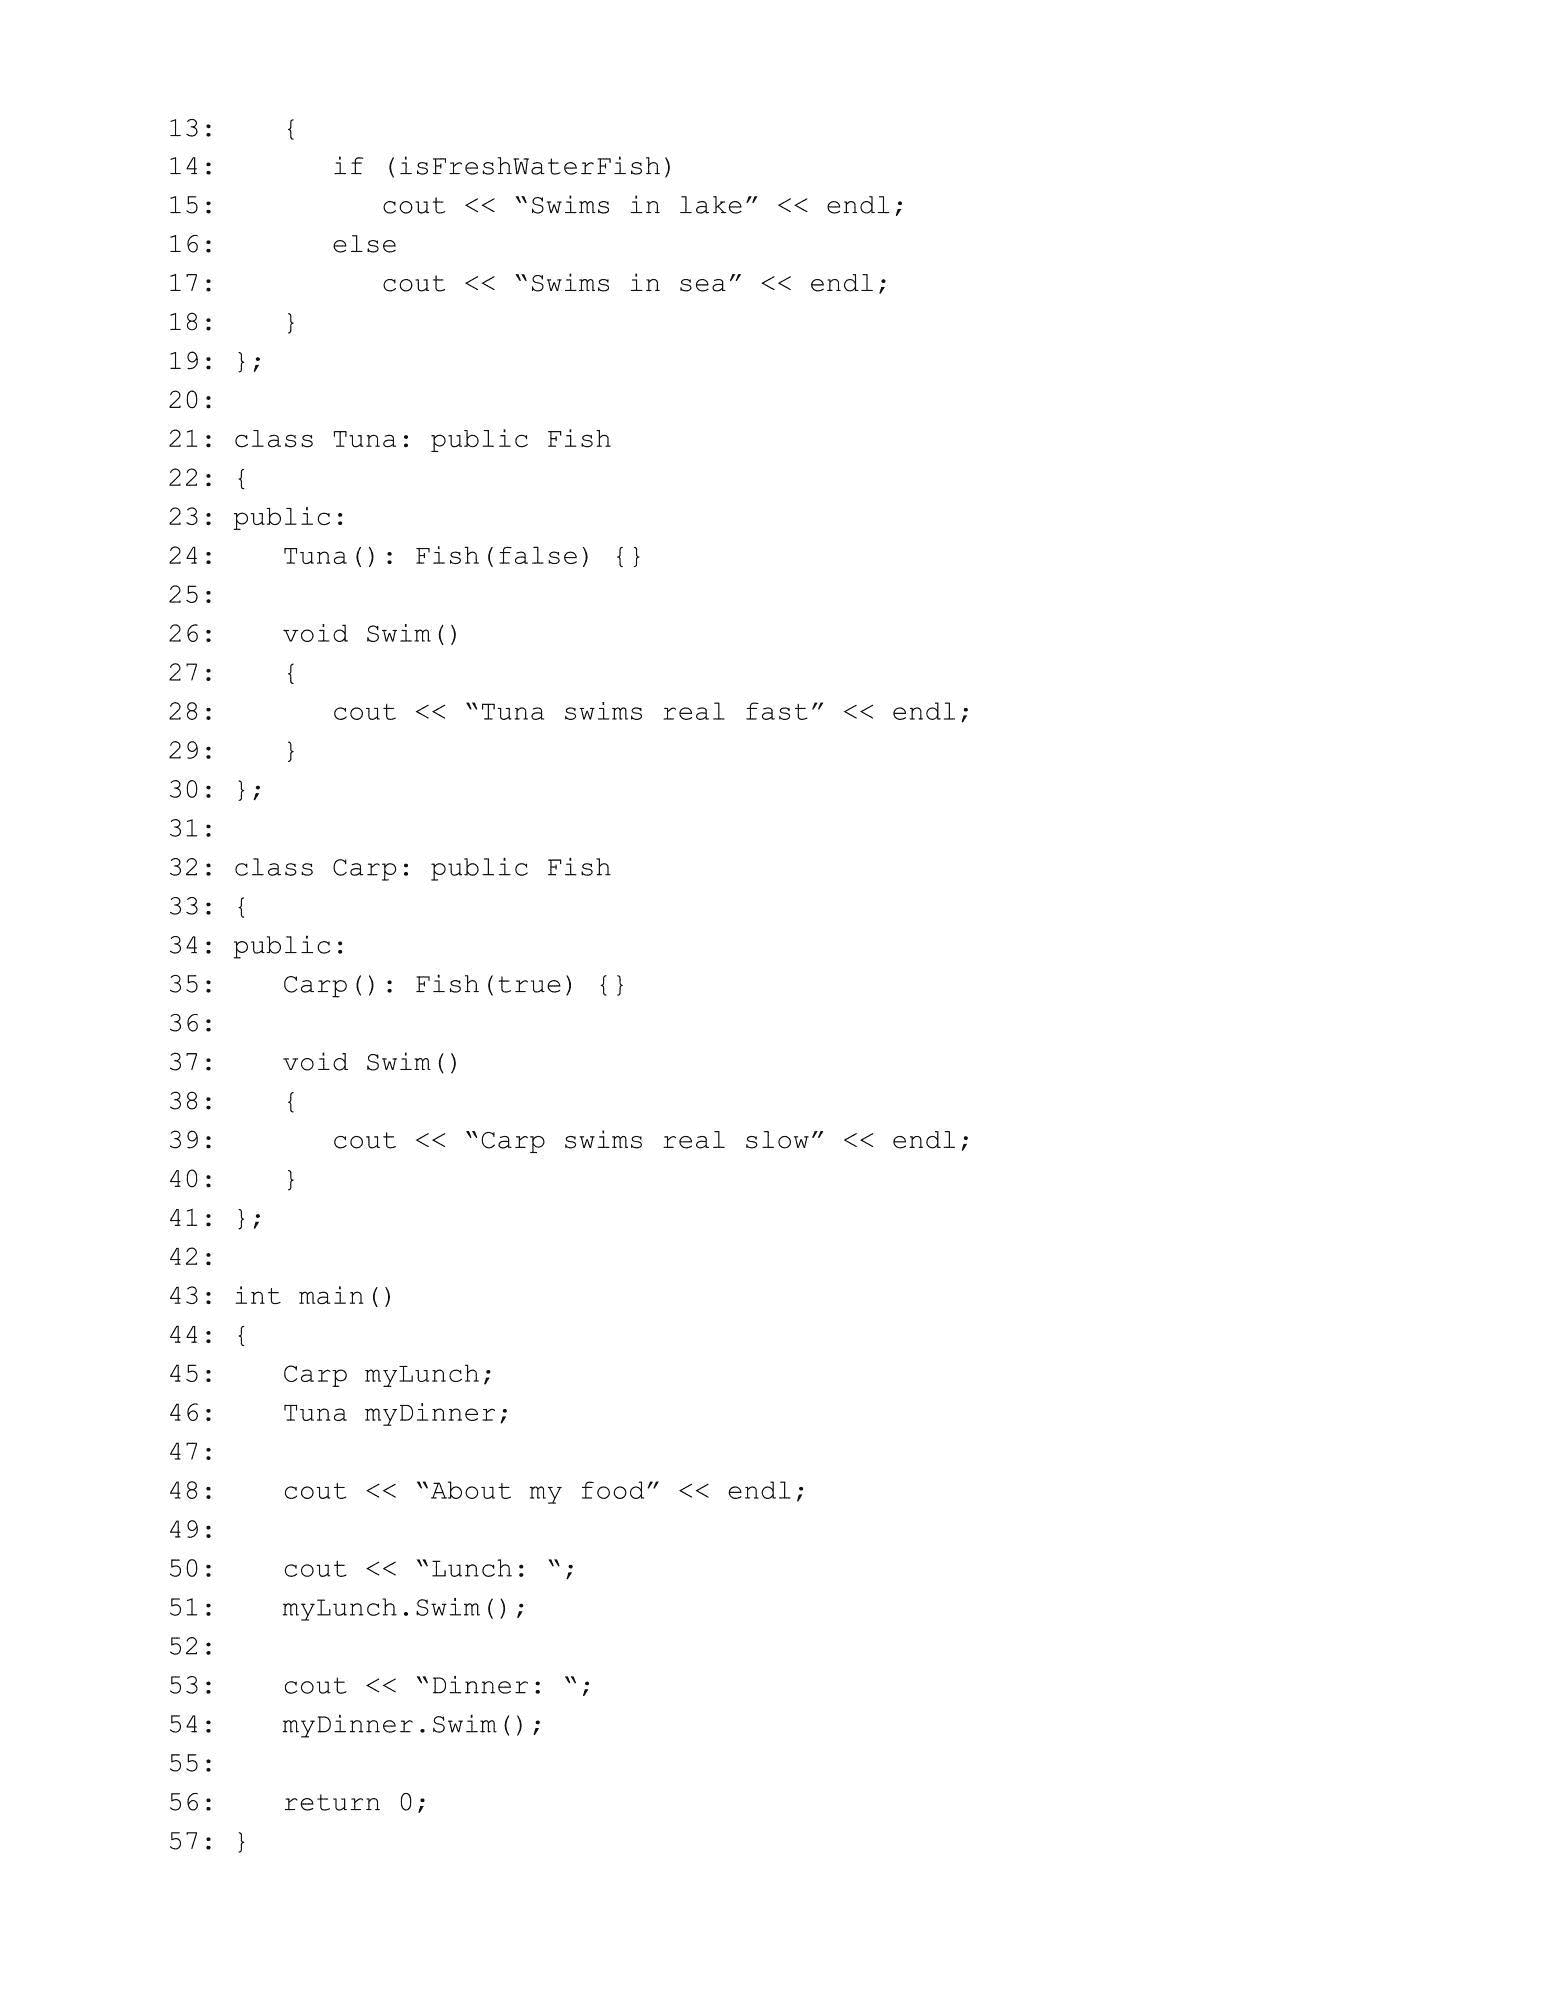 13:    {
14:       if (isFreshWaterFish)
15:          cout << “Swims in lake” << endl;
16:       else
17:          cout << “Swims in sea” << endl;
18:    }
19: };
20:
21: class Tuna: public Fish
22: {
23: public:
24:    Tuna(): Fish(false) {}
25:
26:    void Swim()
27:    {
28:       cout << “Tuna swims real fast” << endl;
29:    }
30: };
31:
32: class Carp: public Fish
33: {
34: public:
35:    Carp(): Fish(true) {}
36:
37:    void Swim()
38:    {
39:       cout << “Carp swims real slow” << endl;
40:    }
41: };
42:
43: int main()
44: {
45:    Carp myLunch;
46:    Tuna myDinner;
47:
48:    cout << “About my food” << endl;
49:
50:    cout << “Lunch: “;
51:    myLunch.Swim();
52:
53:    cout << “Dinner: “;
54:    myDinner.Swim();
55:
56:    return 0;
57: }